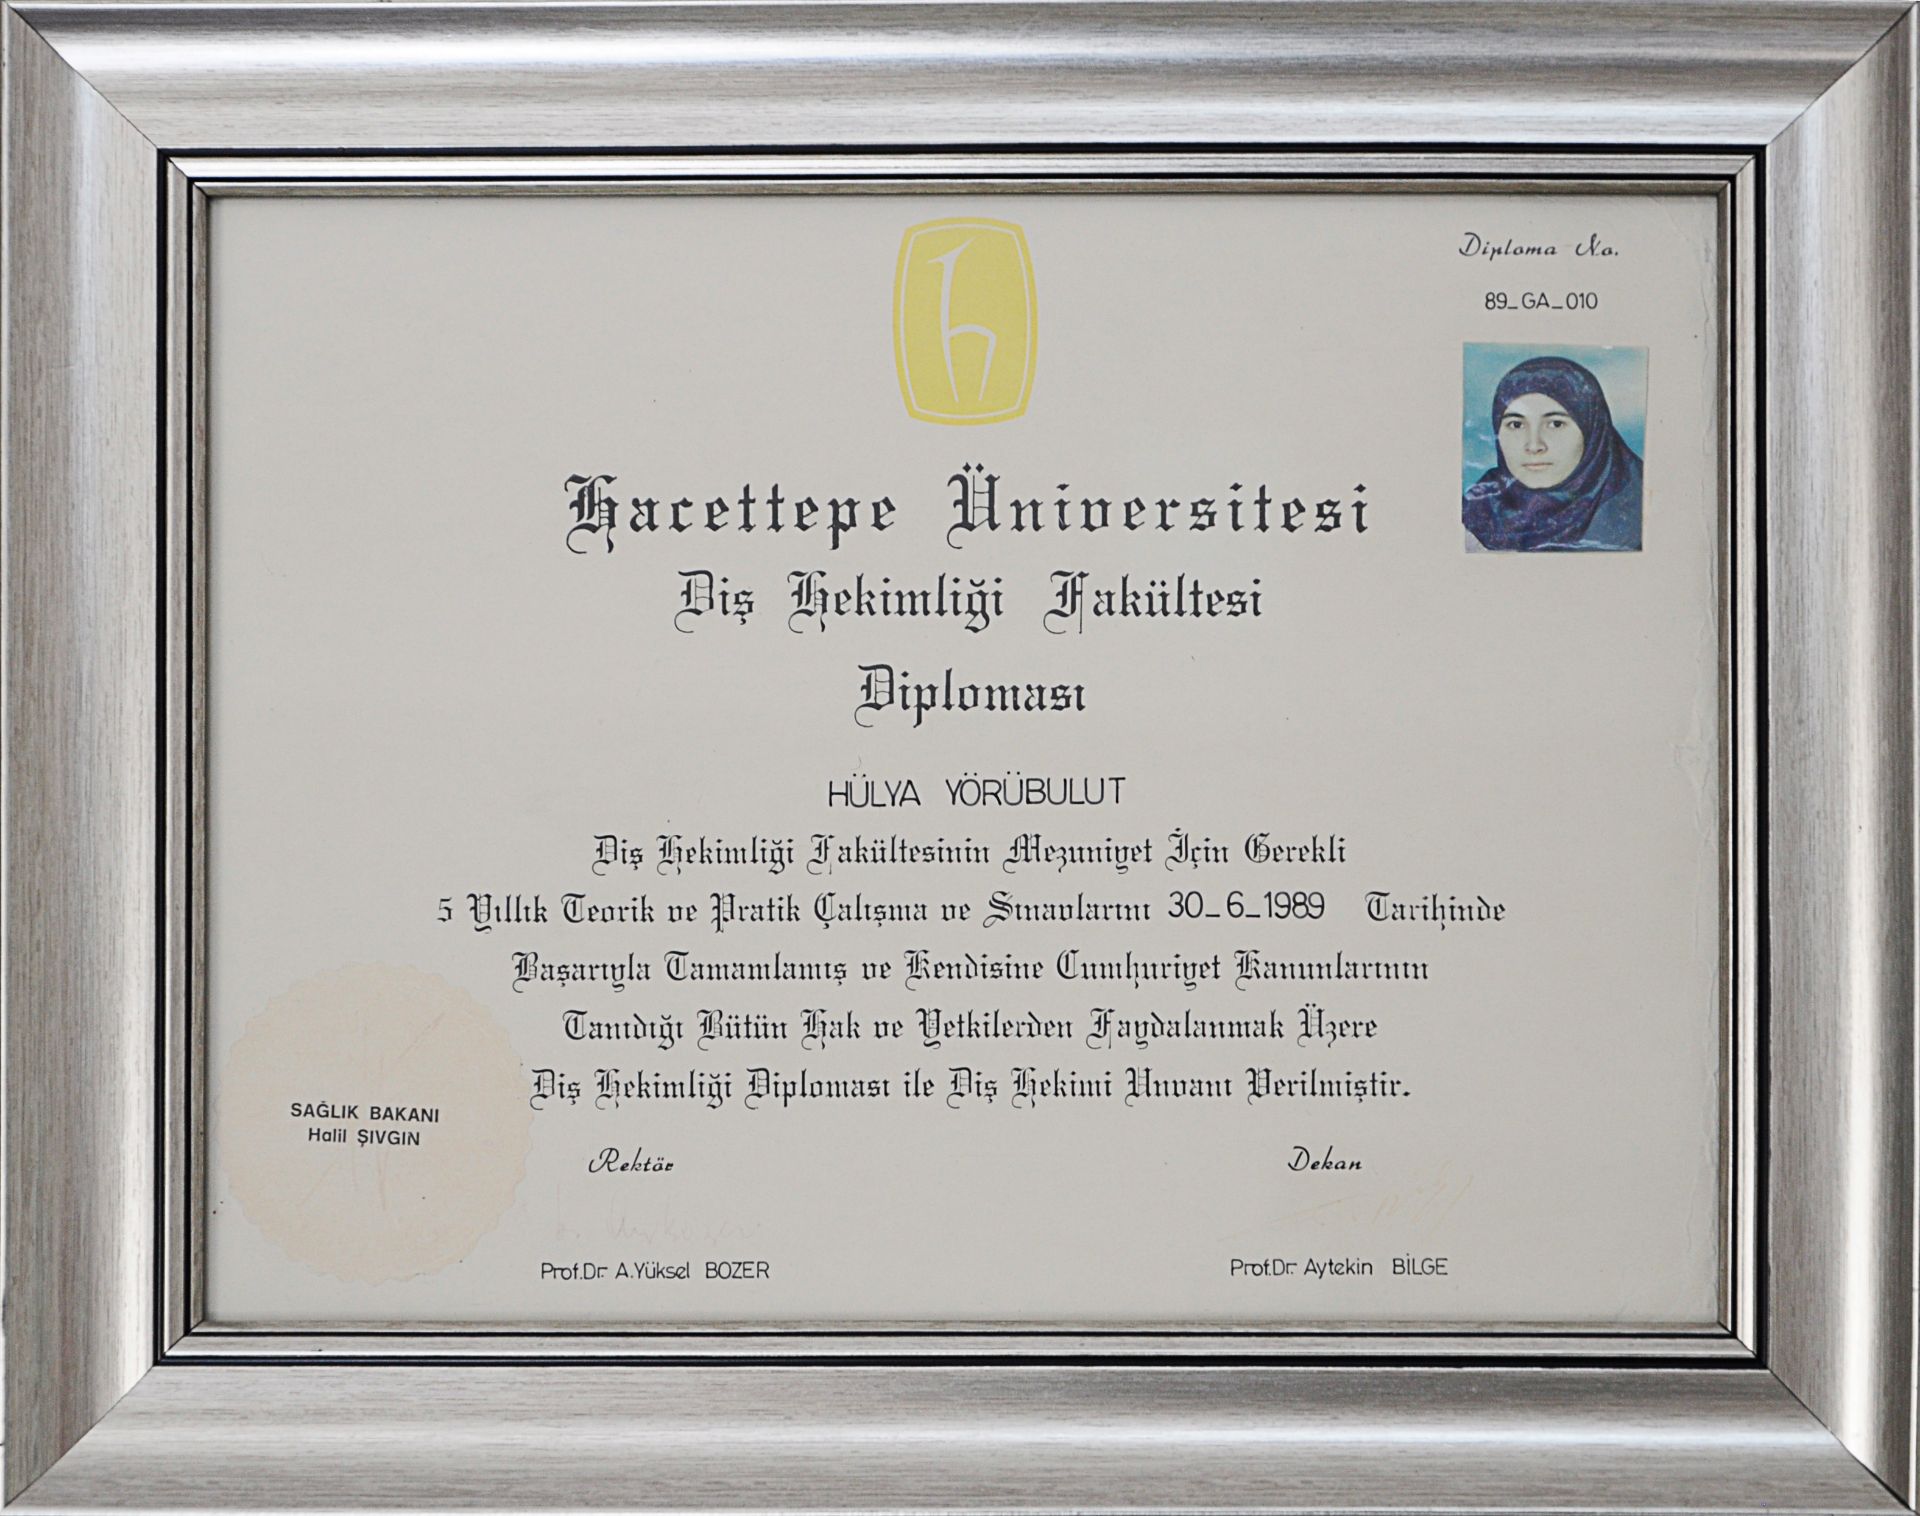 Diploma No.
89_GA_010
Hacettepe Üniversitesi
Diş Hekimliği Fakültesi
Diploması
HÜLYA YÖRÜBULUT
Diş Hekimliği Fakültesinin Mezuniyet İçin Gerekli
5 Yıllık Teorik ve Pratik Çalışma ve Sınavlarını 30_6_1989 Tarihinde
Başarıyla Tamamlamış ve Kendisine Cumhuriyet Kanunlarının
Tanıdığı Bütün Hak ve Yetkilerden Faydalanmak Üzere
Diş Hekimliği Diploması ile Diş Hekimi Unvanı Verilmiştir.
SAĞLIK BAKANI
Halil ŞIVGIN
Rektör
Dekan
Prof.Dr. A.Yüksel BOZER
Prof.Dr. Aytekin BİLGE